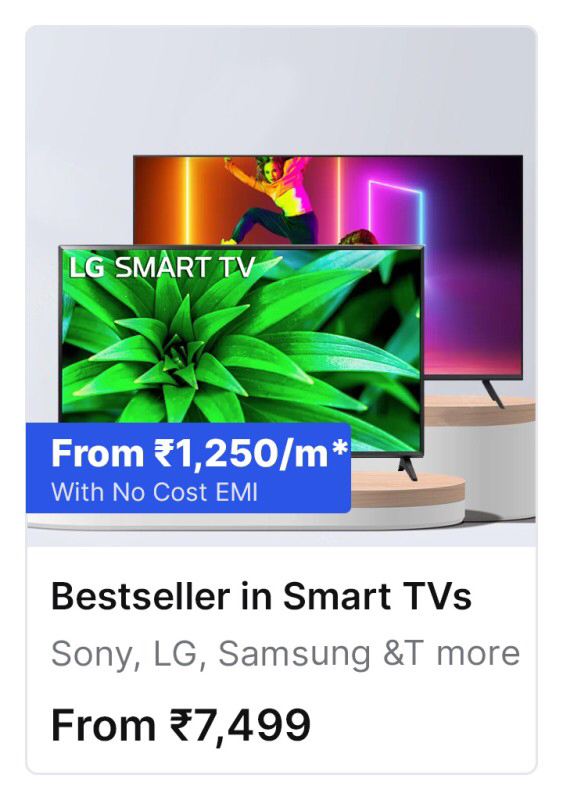 LG SMART TV
From ₹1,250/m*
With No Cost EMI
Bestseller in Smart TVs
Sony, LG, Samsung &T more
From ₹7,499